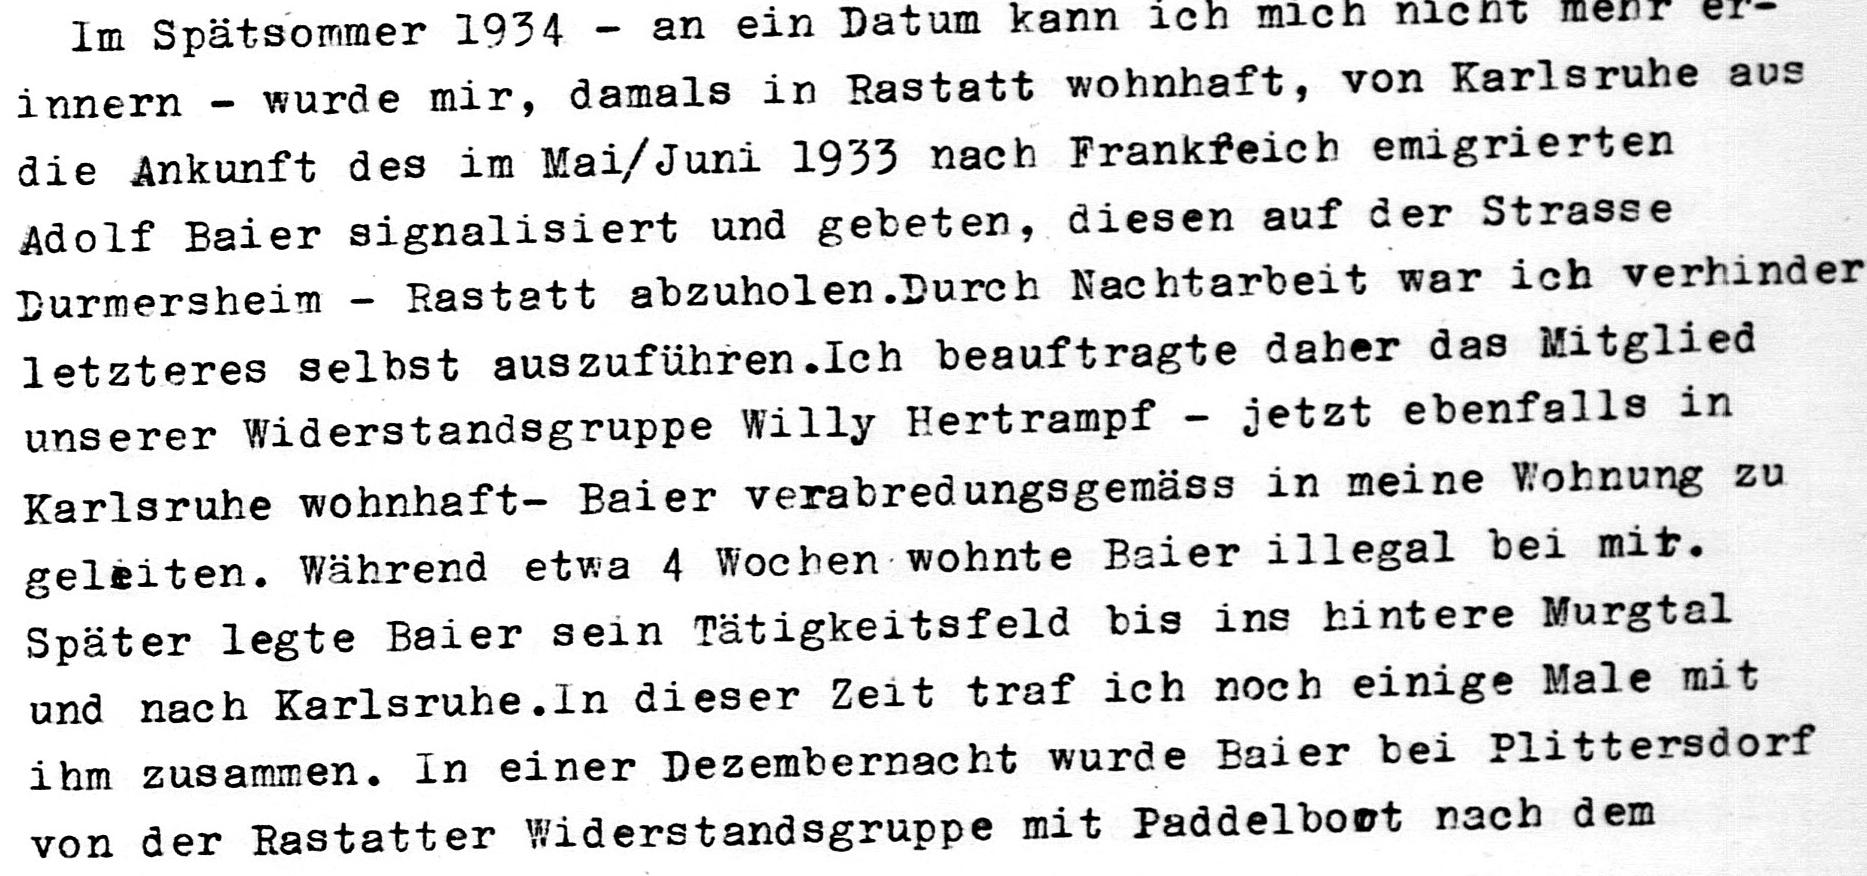 Im Spätsommer 1934 - an ein Datum kann ich mich nicht mehr er-
innern - wurde mir, damals in Rastatt wohnhaft, von Karlsruhe aus
die Ankunft des im Mai/Juni 1933 nach Frankreich emigrierten
Adolf Baier signalisiert und gebeten, diesen auf der Strasse
Durmersheim - Rastatt abzuholen.Durch Nachtarbeit war ich verhinder
letzteres selbst auszuführen.Ich beauftragte daher das Mitglied
unserer Widerstandsgruppe Willy Hertrampf - jetzt ebenfalls in
Karlsruhe wohnhaft- Baier verabredungsgemäss in meine Wohnung zu
geleiten. Während etwa 4 Wochen wohnte Baier illegal bei mir.
Später legte Baier sein Tätigkeitsfeld bis ins hintere Murgtal
und nach Karlsruhe.In dieser Zeit traf ich noch einige Male mit
ihm zusammen. In einer Dezembernacht wurde Baier bei Plittersdorf
von der Rastatter Widerstandsgruppe mit Paddelboot nach dem